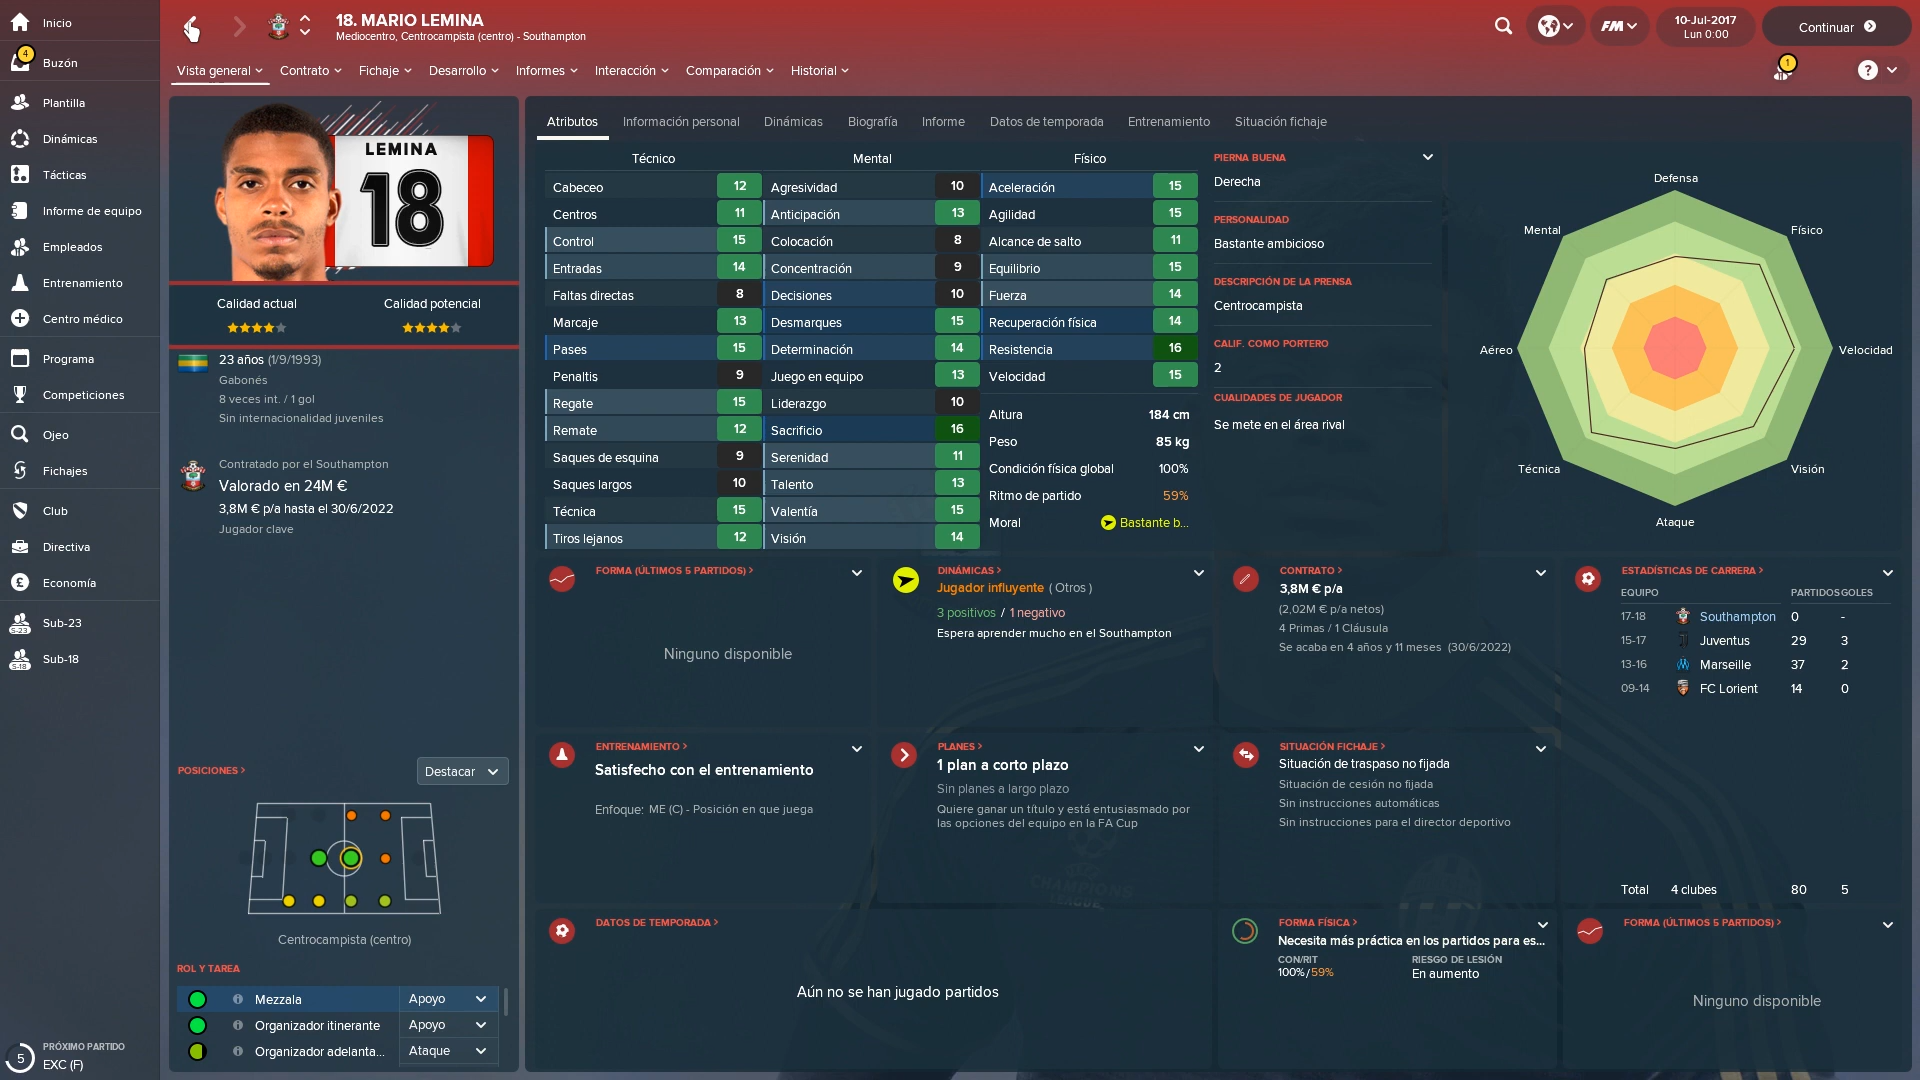 Inicio
4
Buzón
Plantilla
Dinámicas
Tácticas
Informe de equipo
Empleados
Entrenamiento
Centro médico
Programa
Competiciones
Ojeo
Fichajes
Club
Directiva
Economía
S-23
Sub-23
S-18
Sub-18
5
PRÓXIMO PARTIDO
EXC (F)
18. MARIO LEMINA
Mediocentro, Centrocampista (centro) - Southampton
FM
10-Jul-2017
Lun 0:00
Continuar
Vista general
Contrato
Fichaje
Desarrollo
Informes
Interacción
Comparación
Historial
1
?
LEMINA
18
Calidad actual
Calidad potencial
23 años (1/9/1993)
Gabonés
8 veces int. / 1 gol
Sin internacionalidad juveniles
Contratado por el Southampton
Valorado en 24M €
3,8M € p/a hasta el 30/6/2022
Jugador clave
POSICIONES >
Destacar
Centrocampista (centro)
ROL Y TAREA
Mezzala Apoyo
Organizador itinerante Apoyo
Organizador adelanta... Ataque
Atributos
Información personal
Dinámicas
Biografía
Informe
Datos de temporada
Entrenamiento
Situación fichaje
Técnico
Cabeceo 12
Centros 11
Control 15
Entradas 14
Faltas directas 8
Marcaje 13
Pases 15
Penaltis 9
Regate 15
Remate 12
Saques de esquina 9
Saques largos 10
Técnica 15
Tiros lejanos 12
Mental
Agresividad 10
Anticipación 13
Colocación 8
Concentración 9
Decisiones 10
Desmarques 15
Determinación 14
Juego en equipo 13
Liderazgo 10
Sacrificio 16
Serenidad 11
Talento 13
Valentía 15
Visión 14
Físico
Aceleración 15
Agilidad 15
Alcance de salto 11
Equilibrio 15
Fuerza 14
Recuperación física 14
Resistencia 16
Velocidad 15
Altura 184 cm
Peso 85 kg
Condición física global 100%
Ritmo de partido 59%
Moral Bastante b...
PIERNA BUENA
Derecha
PERSONALIDAD
Bastante ambicioso
DESCRIPCIÓN DE LA PRENSA
Centrocampista
CALIF. COMO PORTERO
2
CUALIDADES DE JUGADOR
Se mete en el área rival
Defensa
Mental
Físico
Aéreo
Velocidad
Técnica
Visión
Ataque
FORMA (ÚLTIMOS 5 PARTIDOS) >
Ninguno disponible
DINÁMICAS >
Jugador influyente ( Otros )
3 positivos / 1 negativo
Espera aprender mucho en el Southampton
CONTRATO >
3,8M € p/a
(2,02M € p/a netos)
4 Primas / 1 Cláusula
Se acaba en 4 años y 11 meses (30/6/2022)
ESTADÍSTICAS DE CARRERA >
EQUIPO PARTIDOS GOLES
17-18 Southampton 0 -
15-17 Juventus 29 3
13-16 Marseille 37 2
09-14 FC Lorient 14 0
Total 4 clubes 80 5
ENTRENAMIENTO >
Satisfecho con el entrenamiento
Enfoque: ME (C) - Posición en que juega
PLANES >
1 plan a corto plazo
Sin planes a largo plazo
Quiere ganar un título y está entusiasmado por
las opciones del equipo en la FA Cup
SITUACIÓN FICHAJE >
Situación de traspaso no fijada
Situación de cesión no fijada
Sin instrucciones automáticas
Sin instrucciones para el director deportivo
CHAMPIONS
LEAGUE
DATOS DE TEMPORADA >
Aún no se han jugado partidos
FORMA FÍSICA >
Necesita más práctica en los partidos para es...
CON/RIT
100%/59%
RIESGO DE LESIÓN
En aumento
FORMA (ÚLTIMOS 5 PARTIDOS) >
Ninguno disponible